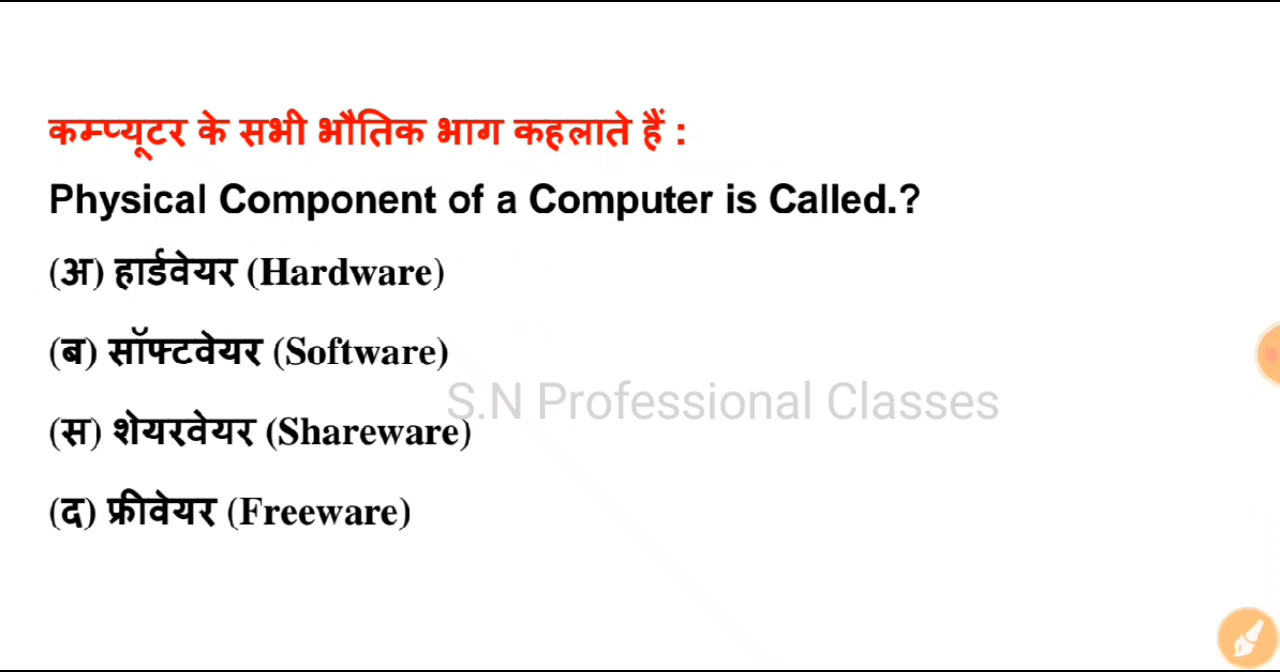 कम्प्यूटर के सभी भौतिक भाग कहलाते हैं :
Physical Component of a Computer is Called.?
(अ) हार्डवेयर (Hardware)
(ब) सॉफ्टवेयर (Software)
S.N Professional Classes
(स) शेयरवेयर (Shareware)
(द) फ्रीवेयर (Freeware)